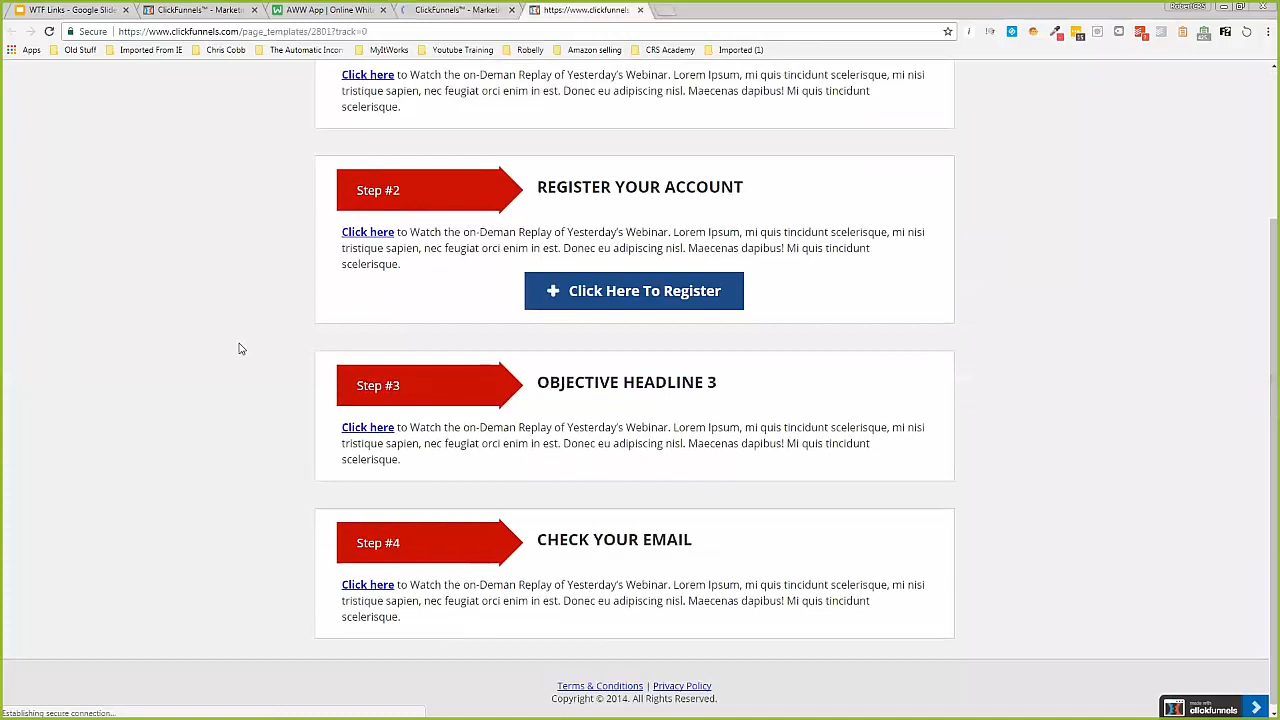 WTF Links - Google Slide
ClickFunnels™ - Marketi
AWW App | Online White
ClickFunnels™ - Marketi
https://www.clickfunnels
RobertCRS
Secure
https://www.clickfunnels.com/page_templates/2801?track=0
Apps
Old Stuff
Imported From IE
Chris Cobb
The Automatic Incom
MyItWorks
Youtube Training
Robelly
Amazon selling
CRS Academy
Imported (1)
Click here to Watch the on-Deman Replay of Yesterday's Webinar. Lorem Ipsum, mi quis tincidunt scelerisque, mi nisi
tristique sapien, nec feugiat orci enim in est. Donec eu adipiscing nisl. Maecenas dapibus! Mi quis tincidunt
scelerisque.
Step #2
REGISTER YOUR ACCOUNT
Click here to Watch the on-Deman Replay of Yesterday's Webinar. Lorem Ipsum, mi quis tincidunt scelerisque, mi nisi
tristique sapien, nec feugiat orci enim in est. Donec eu adipiscing nisl. Maecenas dapibus! Mi quis tincidunt
scelerisque.
Click Here To Register
Step #3
OBJECTIVE HEADLINE 3
Click here to Watch the on-Deman Replay of Yesterday's Webinar. Lorem Ipsum, mi quis tincidunt scelerisque, mi nisi
tristique sapien, nec feugiat orci enim in est. Donec eu adipiscing nisl. Maecenas dapibus! Mi quis tincidunt
scelerisque.
Step #4
CHECK YOUR EMAIL
Click here to Watch the on-Deman Replay of Yesterday's Webinar. Lorem Ipsum, mi quis tincidunt scelerisque, mi nisi
tristique sapien, nec feugiat orci enim in est. Donec eu adipiscing nisl. Maecenas dapibus! Mi quis tincidunt
scelerisque.
Terms & Conditions | Privacy Policy
Copyright © 2014. All Rights Reserved.
made with
clickfunnels
Establishing secure connection...